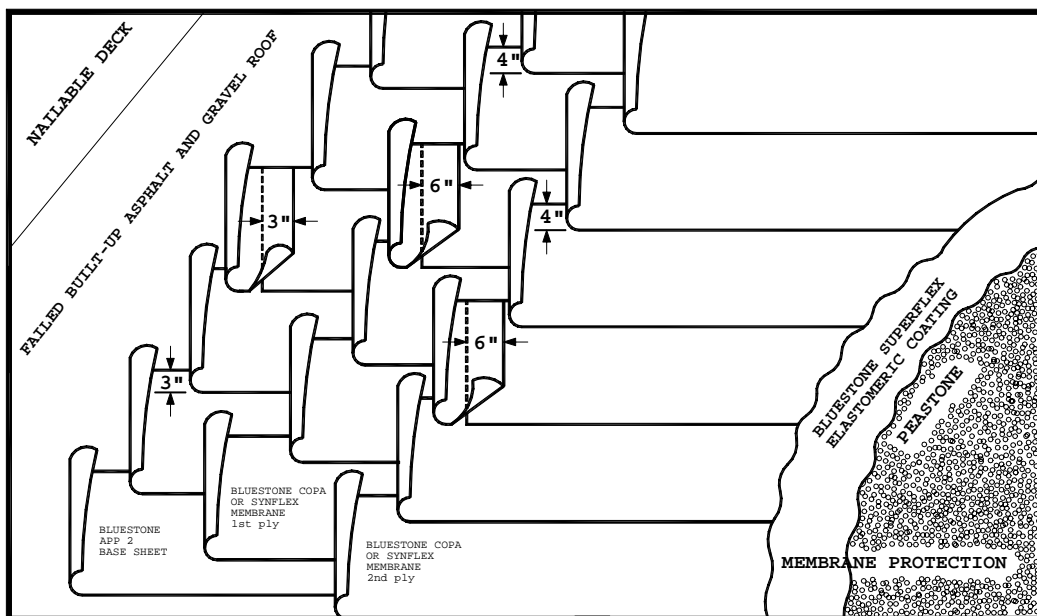 NAILABLE DECK
FAILED BUILT-UP ASPHALT AND GRAVEL ROOF
4"
6"
3"
4"
6"
3"
BLUESTONE SUPERFLEX
ELASTOMERIC COATING
PEASTONE
BLUESTONE COPA
OR SYNFLEX
MEMBRANE
1st ply
BLUESTONE
APP 2
BASE SHEET
BLUESTONE COPA
OR SYNFLEX
MEMBRANE
2nd ply
MEMBRANE PROTECTION